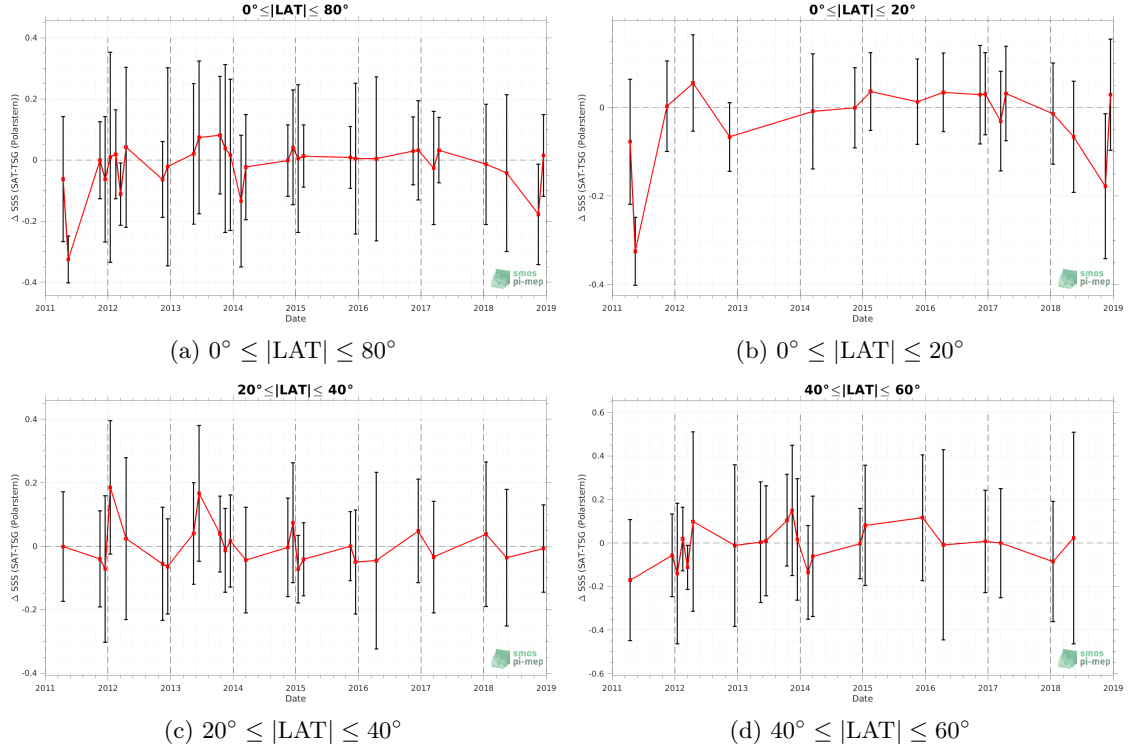 0°≤|LAT|≤ 80°
0.4
0.2
0
-0.2
-0.4
Δ SSS (SAT-TSG (Polarstern))
2011 2012 2013 2014 2015 2016 2017 2018 2019
Date
smos
pi-mep
(a) 0° ≤ |LAT| ≤ 80°
0°≤|LAT|≤ 20°
0
-0.2
-0.4
Δ SSS (SAT-TSG (Polarstern))
2011 2012 2013 2014 2015 2016 2017 2018 2019
Date
smos
pi-mep
(b) 0° ≤ |LAT| ≤ 20°
20°≤|LAT|≤ 40°
0.4
0.2
0
-0.2
-0.4
Δ SSS (SAT-TSG (Polarstern))
2011 2012 2013 2014 2015 2016 2017 2018 2019
Date
smos
pi-mep
(c) 20° ≤ |LAT| ≤ 40°
40°≤|LAT|≤ 60°
0.6
0.4
0.2
0
-0.2
-0.4
-0.6
Δ SSS (SAT-TSG (Polarstern))
2011 2012 2013 2014 2015 2016 2017 2018 2019
Date
smos
pi-mep
(d) 40° ≤ |LAT| ≤ 60°